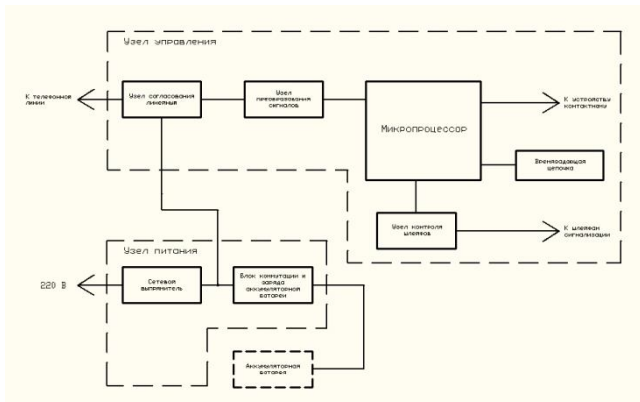 Узел управления
К телефонной
линии
Узел согласования
линейный
Узел
преобразования
сигналов
Микропроцессор
К устройству
контактному
Времязадающая
цепочка
Узел контроля
шлейфов
К шлейфам
сигнализации
Узел питания
220 В
Сетевой
выпрямитель
Блок коммутации и
заряда
аккумуляторной
батареи
Аккумуляторная
батарея